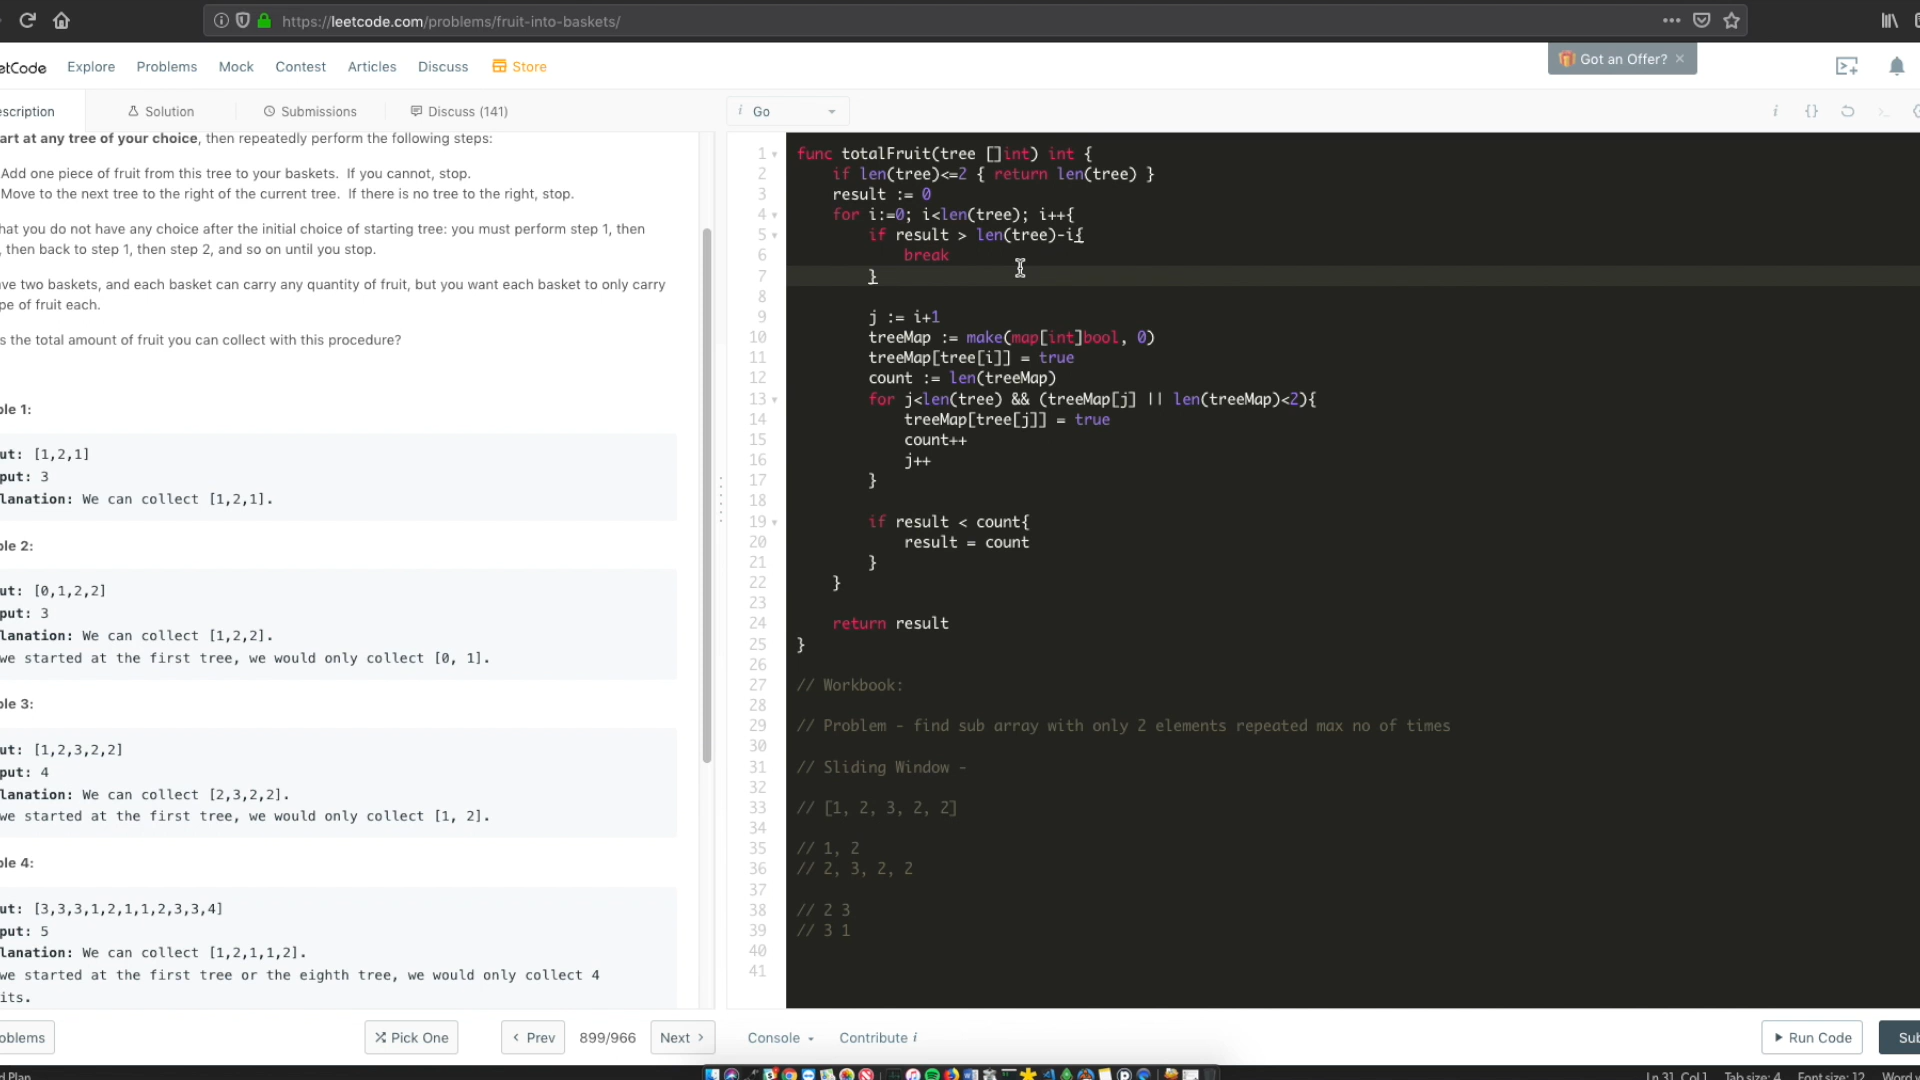 https://leetcode.com/problems/fruit-into-baskets/
etCode Explore Problems Mock Contest Articles Discuss Store
Got an Offer? ×
escription Solution Submissions Discuss (141)
i Go
art at any tree of your choice, then repeatedly perform the following steps:
Add one piece of fruit from this tree to your baskets. If you cannot, stop.
Move to the next tree to the right of the current tree. If there is no tree to the right, stop.
hat you do not have any choice after the initial choice of starting tree: you must perform step 1, then
, then back to step 1, then step 2, and so on until you stop.
ve two baskets, and each basket can carry any quantity of fruit, but you want each basket to only carry
pe of fruit each.
s the total amount of fruit you can collect with this procedure?
ple 1:
ut: [1,2,1]
put: 3
lanation: We can collect [1,2,1].
ple 2:
ut: [0,1,2,2]
put: 3
lanation: We can collect [1,2,2].
we started at the first tree, we would only collect [0, 1].
ple 3:
ut: [1,2,3,2,2]
put: 4
lanation: We can collect [2,3,2,2].
we started at the first tree, we would only collect [1, 2].
ple 4:
ut: [3,3,3,1,2,1,1,2,3,3,4]
put: 5
lanation: We can collect [1,2,1,1,2].
we started at the first tree or the eighth tree, we would only collect 4
its.
1 func totalFruit(tree []int) int {
2 if len(tree)<=2 { return len(tree) }
3 result := 0
4 for i:=0; i<len(tree); i++{
5 if result > len(tree)-i{
6 break
7 }
8
9 j := i+1
10 treeMap := make(map[int]bool, 0)
11 treeMap[tree[i]] = true
12 count := len(treeMap)
13 for j<len(tree) && (treeMap[j] || len(treeMap)<2){
14 treeMap[tree[j]] = true
15 count++
16 j++
17 }
18
19 if result < count{
20 result = count
21 }
22 }
23
24 return result
25 }
26
27 // Workbook:
28
29 // Problem - find sub array with only 2 elements repeated max no of times
30
31 // Sliding Window -
32
33 // [1, 2, 3, 2, 2]
34
35 // 1, 2
36 // 2, 3, 2, 2
37
38 // 2 3
39 // 3 1
40
41
oblems Pick One Prev 899/966 Next Console Contribute i Run Code Sub
d Plan
Ln 31, Col 1 Tab size: 4 Font size: 12 Word w